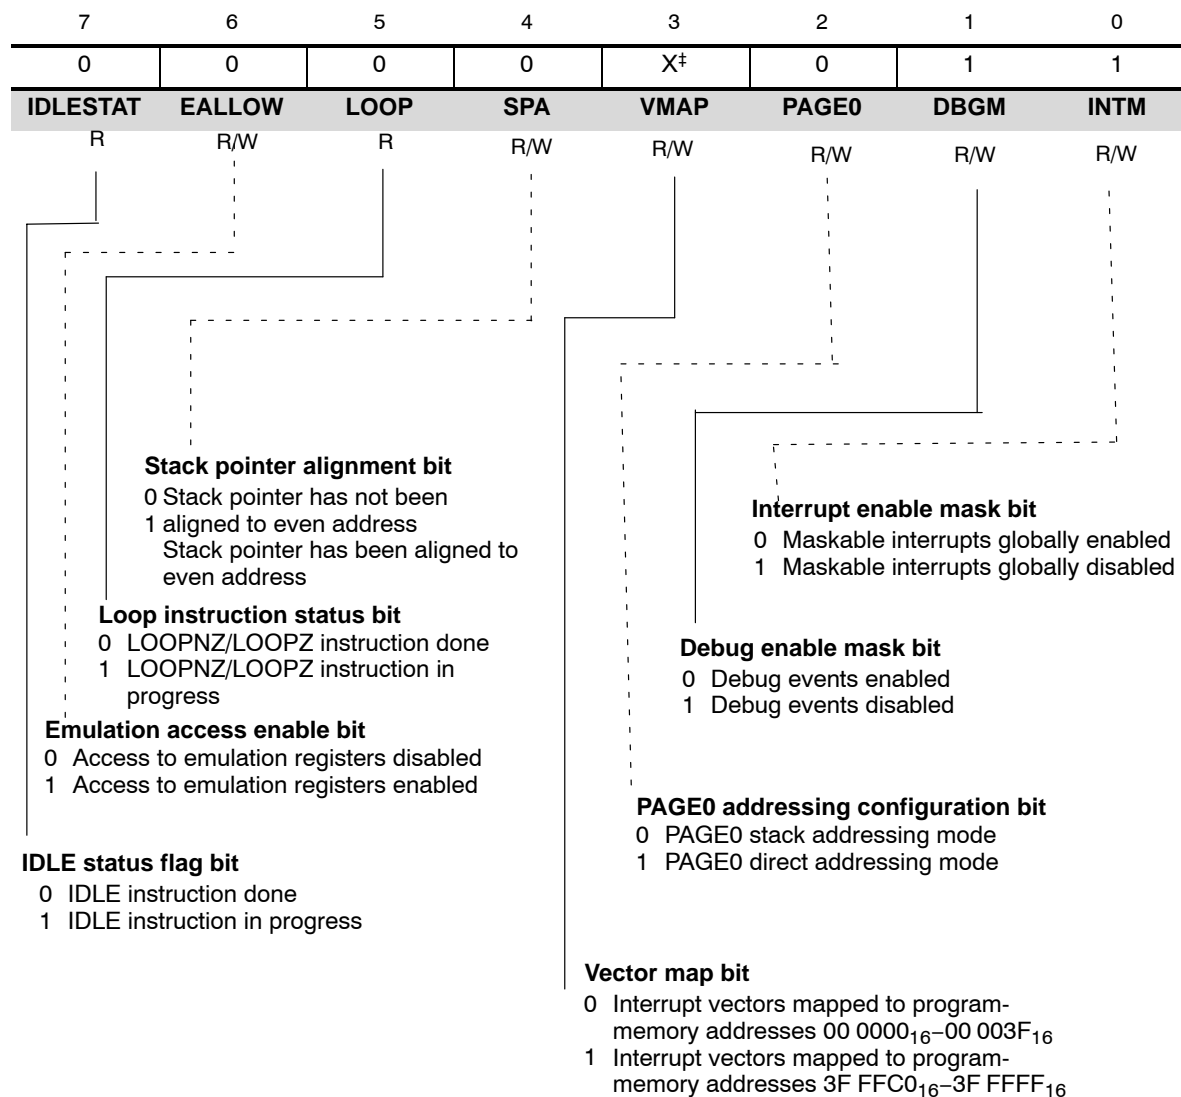 7 6 5 4 3 2 1 0
0 0 0 0 X‡ 0 1 1
IDLESTAT EALLOW LOOP SPA VMAP PAGE0 DBGM INTM
R R/W R R/W R/W R/W R/W R/W
Stack pointer alignment bit
0 Stack pointer has not been
1 aligned to even address
Stack pointer has been aligned to
even address
Interrupt enable mask bit
0 Maskable interrupts globally enabled
1 Maskable interrupts globally disabled
Loop instruction status bit
0 LOOPNZ/LOOPZ instruction done
1 LOOPNZ/LOOPZ instruction in
progress
Debug enable mask bit
0 Debug events enabled
1 Debug events disabled
Emulation access enable bit
0 Access to emulation registers disabled
1 Access to emulation registers enabled
PAGE0 addressing configuration bit
0 PAGE0 stack addressing mode
1 PAGE0 direct addressing mode
IDLE status flag bit
0 IDLE instruction done
1 IDLE instruction in progress
Vector map bit
0 Interrupt vectors mapped to program-
memory addresses 00 0000₁₆–00 003F₁₆
1 Interrupt vectors mapped to program-
memory addresses 3F FFC0₁₆–3F FFFF₁₆